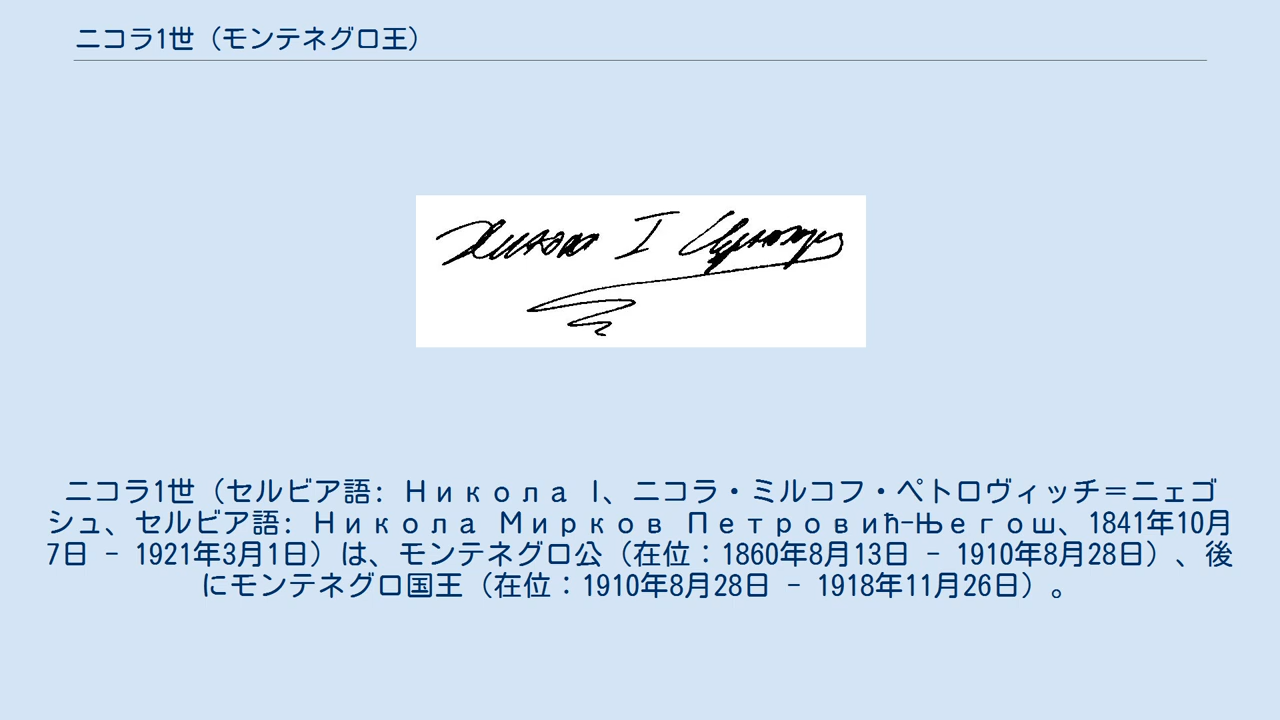 ニコラ1世（モンテネグロ王）
ニコラ1世（セルビア語: Никола I、ニコラ・ミルコフ・ペトロヴィッチ＝ニェゴ
シュ、セルビア語: Никола Мирков Петровић-Његош、1841年10月
7日 - 1921年3月1日）は、モンテネグロ公（在位：1860年8月13日 - 1910年8月28日）、後
にモンテネグロ国王（在位：1910年8月28日 - 1918年11月26日）。